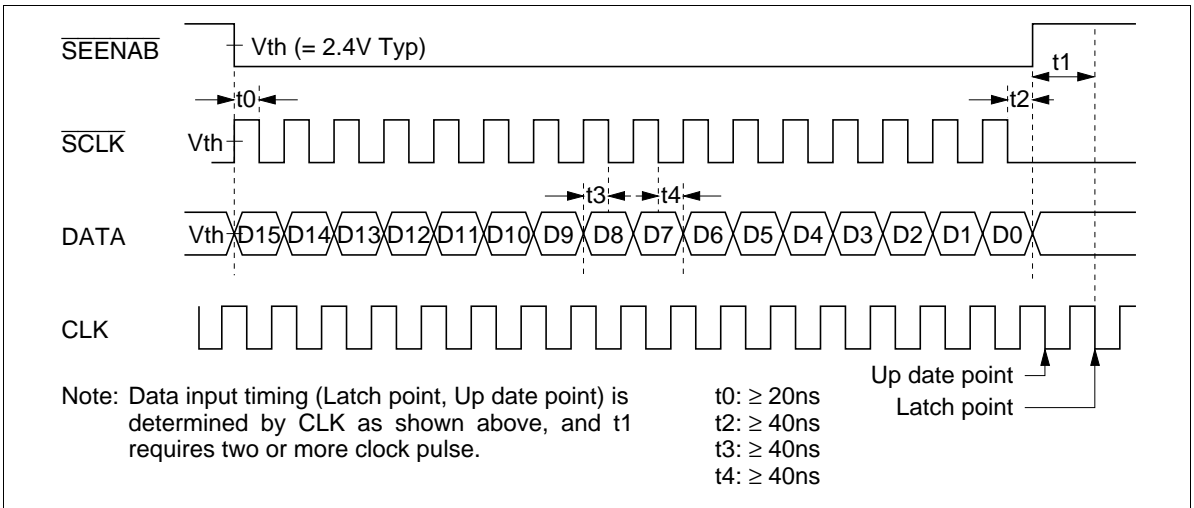 SEENAB
Vth (= 2.4V Typ)
t1
t0
t2
SCLK
Vth
t3
t4
DATA
Vth
D15 D14 D13 D12 D11 D10 D9 D8 D7 D6 D5 D4 D3 D2 D1 D0
CLK
Up date point
Latch point
Note: Data input timing (Latch point, Up date point) is
determined by CLK as shown above, and t1
requires two or more clock pulse.
t0: ≥ 20ns
t2: ≥ 40ns
t3: ≥ 40ns
t4: ≥ 40ns